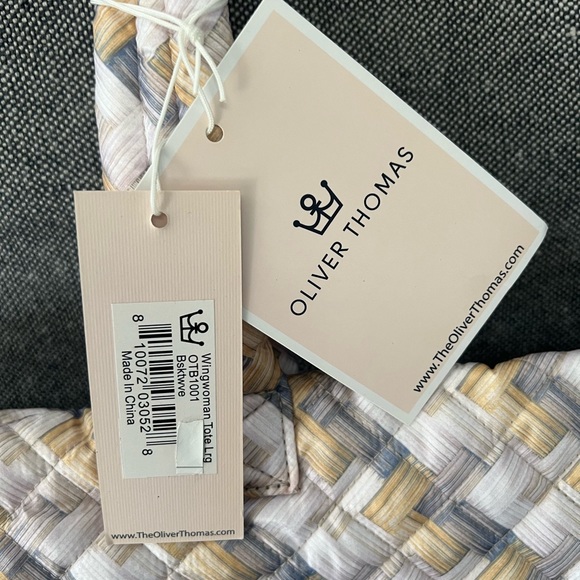 OLIVER THOMAS
www.TheOliverThomas.com
Wingwoman Tote Lrg
OTB1001
Bsktwve
8 10072 03052 8
Made In China
www.TheOliverThomas.com